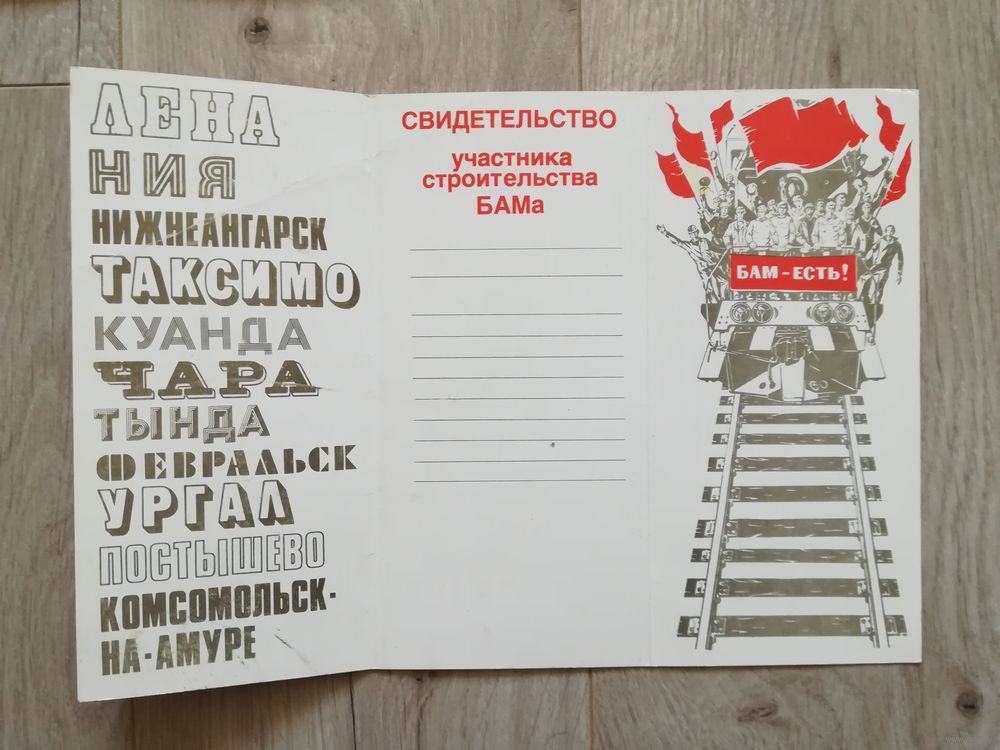 ЛЕНА
НИЯ
НИЖНЕАНГАРСК
ТАКСИМО
КУАНДА
ЧАРА
ТЫНДА
ФЕВРАЛЬСК
УРГАЛ
ПОСТЫШЕВО
КОМСОМОЛЬСК-
НА-АМУРЕ
СВИДЕТЕЛЬСТВО
участника
строительства
БАМа
БАМ-ЕСТЬ!